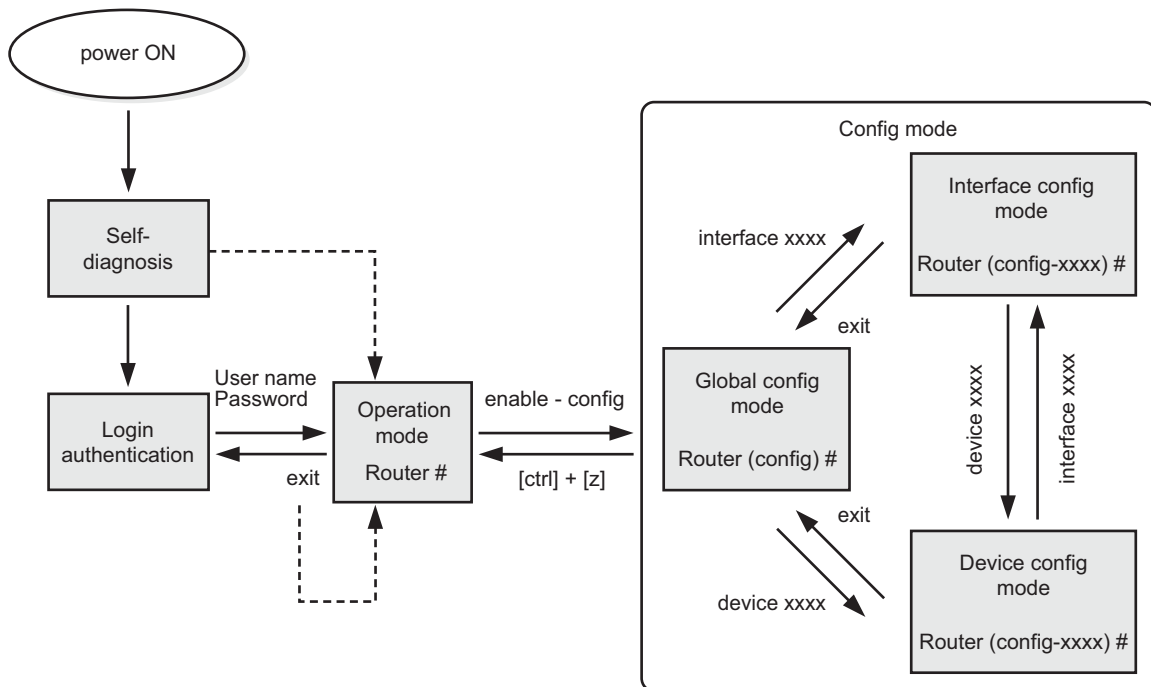 power ON
Self-
diagnosis
Login
authentication
User name
Password
exit
Operation
mode
Router #
enable - config
[ctrl] + [z]
Config mode
Global config
mode
Router (config) #
interface xxxx
exit
Interface config
mode
Router (config-xxxx) #
device xxxx
interface xxxx
exit
device xxxx
Device config
mode
Router (config-xxxx) #